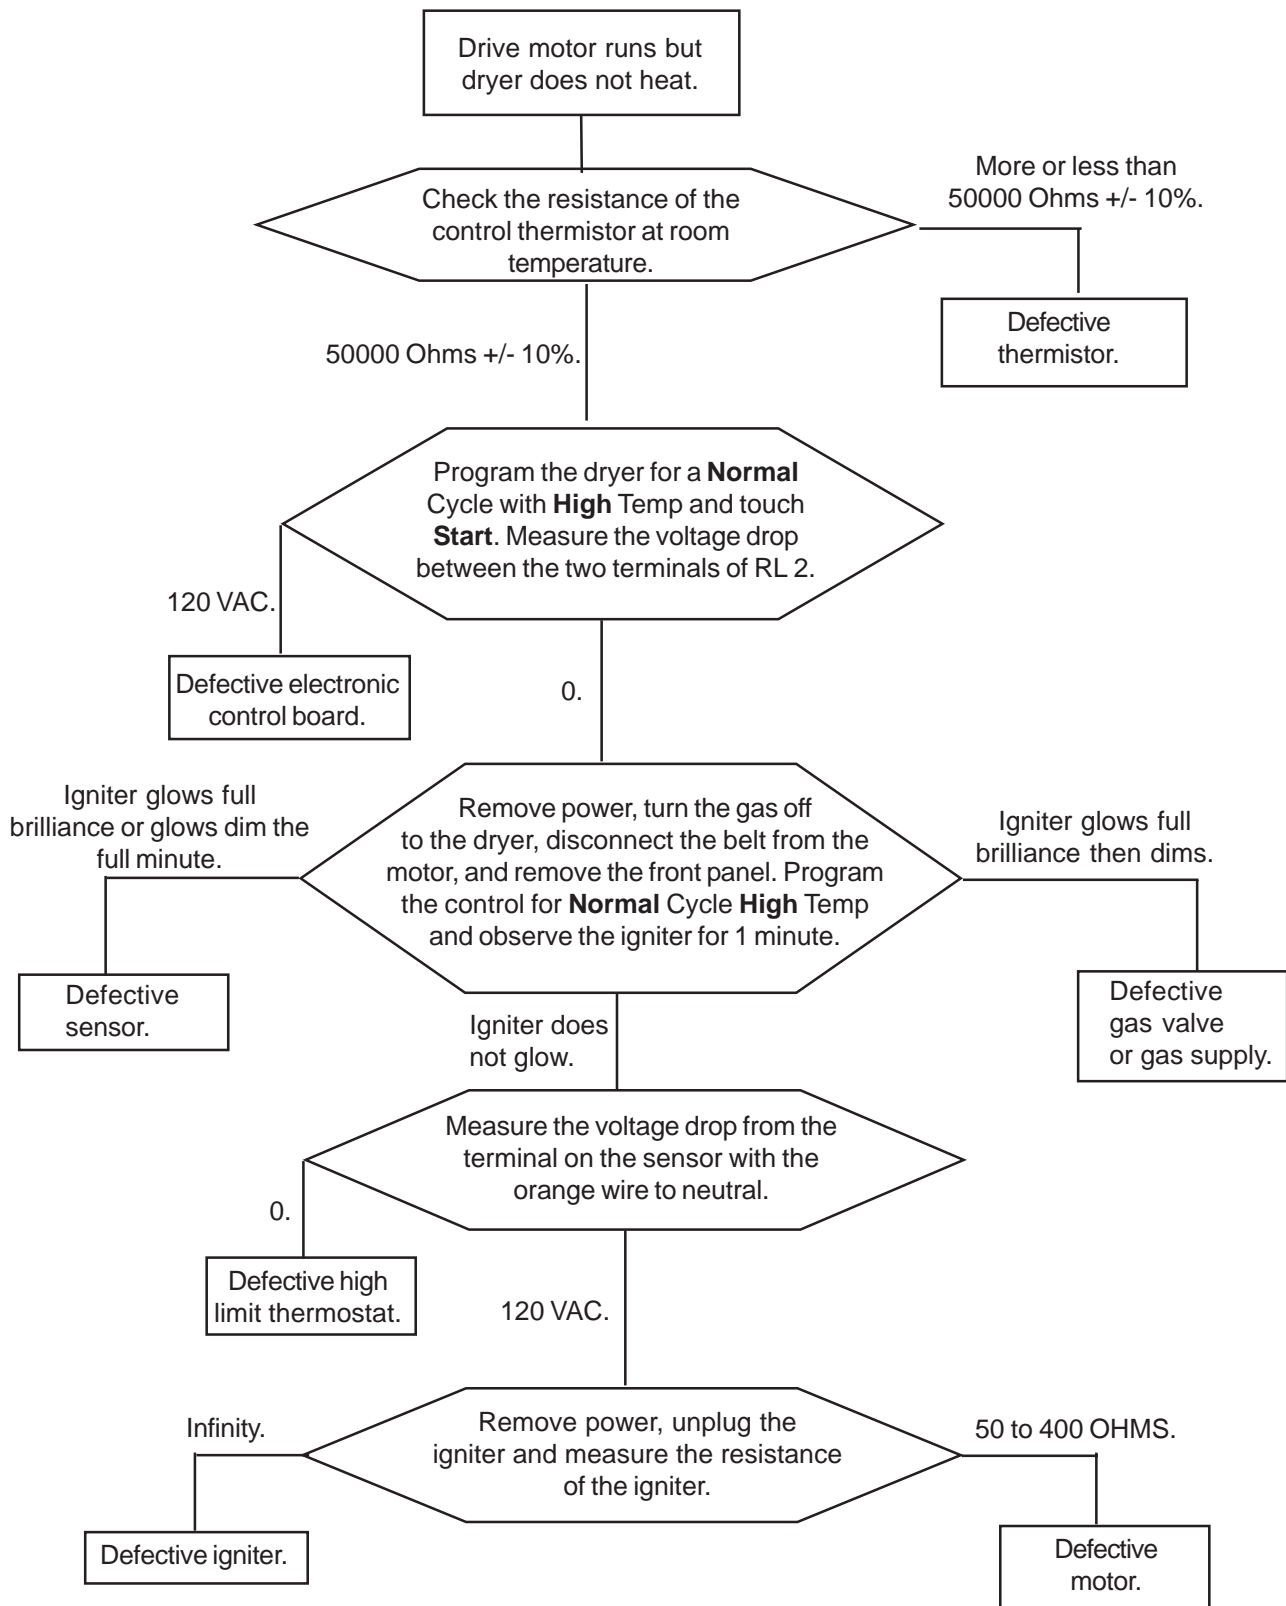 Drive motor runs but
dryer does not heat.
Check the resistance of the
control thermistor at room
temperature.
More or less than
50000 Ohms +/- 10%.
Defective
thermistor.
50000 Ohms +/- 10%.
Program the dryer for a Normal
Cycle with High Temp and touch
Start. Measure the voltage drop
between the two terminals of RL 2.
120 VAC.
Defective electronic
control board.
0.
Igniter glows full
brilliance or glows dim the
full minute.
Remove power, turn the gas off
to the dryer, disconnect the belt from the
motor, and remove the front panel. Program
the control for Normal Cycle High Temp
and observe the igniter for 1 minute.
Igniter glows full
brilliance then dims.
Defective
sensor.
Igniter does
not glow.
Defective
gas valve
or gas supply.
Measure the voltage drop from the
terminal on the sensor with the
orange wire to neutral.
0.
Defective high
limit thermostat.
120 VAC.
Infinity.
Remove power, unplug the
igniter and measure the resistance
of the igniter.
50 to 400 OHMS.
Defective igniter.
Defective
motor.